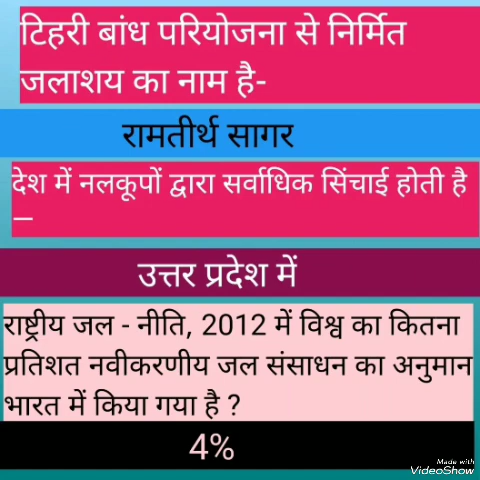 टिहरी बांध परियोजना से निर्मित
जलाशय का नाम है-
रामतीर्थ सागर
देश में नलकूपों द्वारा सर्वाधिक सिंचाई होती है
—
उत्तर प्रदेश में
राष्ट्रीय जल - नीति, 2012 में विश्व का कितना
प्रतिशत नवीकरणीय जल संसाधन का अनुमान
भारत में किया गया है ?
4%
Made with
VideoShow